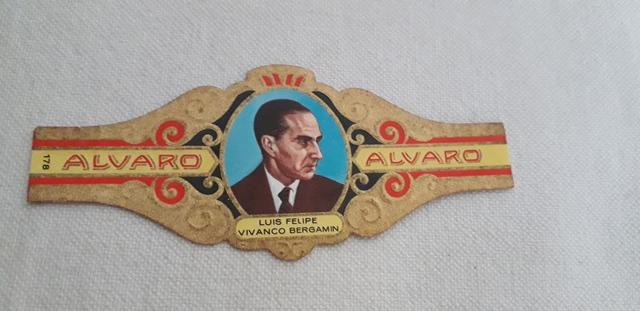 178
ALVARO
ALVARO
LUIS FELIPE
VIVANCO BERGAMIN